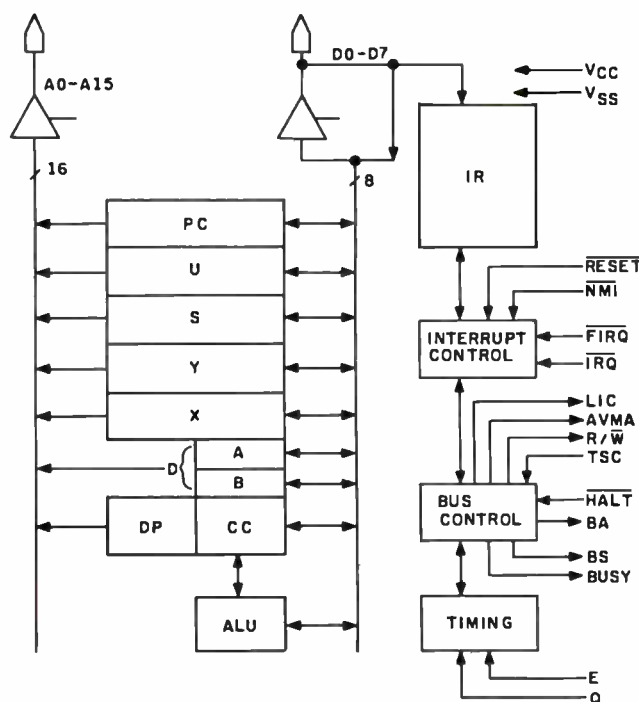 A0-A15
D0-D7
VCC
VSS
16
8
IR
PC
U
S
Y
X
D
A
B
DP
CC
ALU
RESET
NMI
INTERRUPT
CONTROL
FIRQ
IRQ
LIC
AVMA
R/W
TSC
BUS
CONTROL
HALT
BA
BS
BUSY
TIMING
E
Q